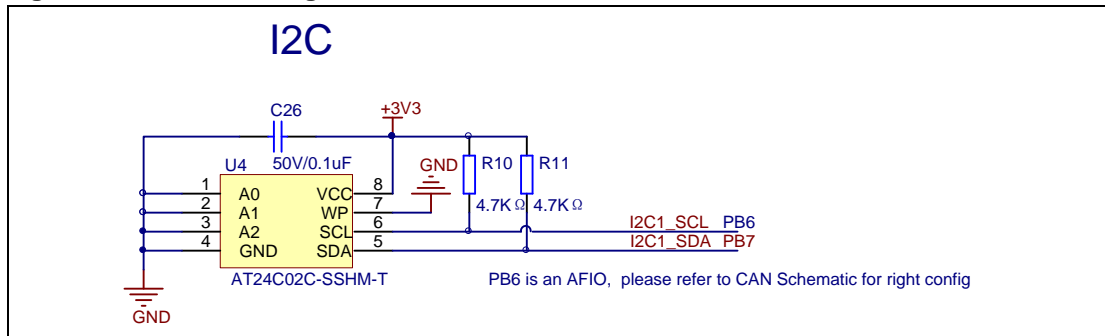 I2C
C26
+3V3
U4
50V/0.1uF
GND
R10
R11
1
A0
VCC
8
2
A1
WP
7
4.7K Ω
4.7K Ω
3
A2
SCL
6
I2C1_SCL
PB6
4
GND
SDA
5
I2C1_SDA
PB7
AT24C02C-SSHM-T
PB6 is an AFIO, please refer to CAN Schematic for right config
GND